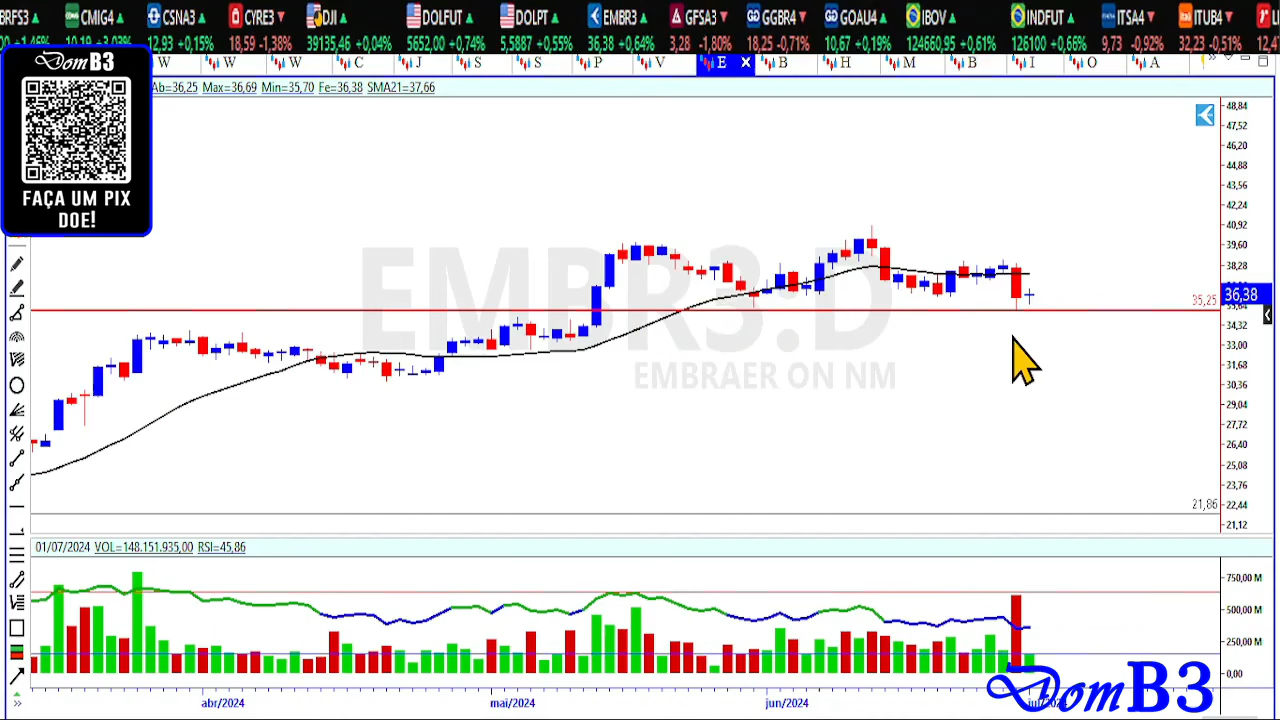 BRFS3 CMIG4 CSNA3 CYRE3 DJI DOLFUT DOLPT EMBR3 GFSA3 GGBR4 GOAU4 IBOV INDFUT ITSA4 ITUB4
+1,46% 10,19 +3,03% 12,93 +0,15% 18,59 -1,38% 39135,46 +0,04% 5652,00 +0,74% 5,5887 +0,55% 36,38 +0,64% 3,28 -1,80% 18,25 -0,71% 10,67 +0,19% 124660,95 +0,61% 126100 +0,66% 9,73 -0,92% 32,23 -0,51%
W W W C J S S P V E X B H M B I O A
DomB3
FAÇA UM PIX
DOE!
Ab=36,25 Max=36,69 Min=35,70 Fe=36,38 SMA21=37,66
EMBR3:D
EMBRAER ON NM
48,84
47,52
46,20
44,88
43,56
42,24
40,92
39,60
38,28
36,38
35,25
34,32
33,00
31,68
30,36
29,04
27,72
26,40
25,08
23,76
22,44
21,86
21,12
01/07/2024 VOL=148.151.935,00 RSI=45,86
750,00 M
500,00 M
250,00 M
0,00
abr/2024 mai/2024 jun/2024
DomB3